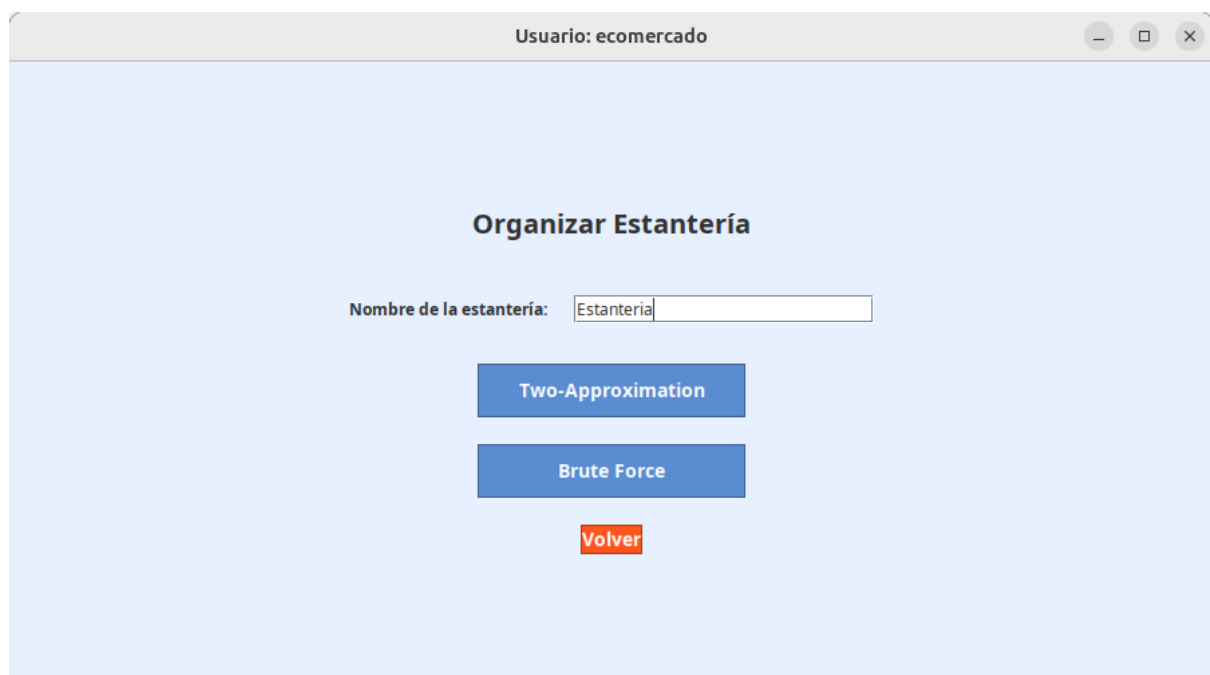 Usuario: ecomercado
Organizar Estantería
Nombre de la estantería: Estanteria
Two-Approximation
Brute Force
Volver